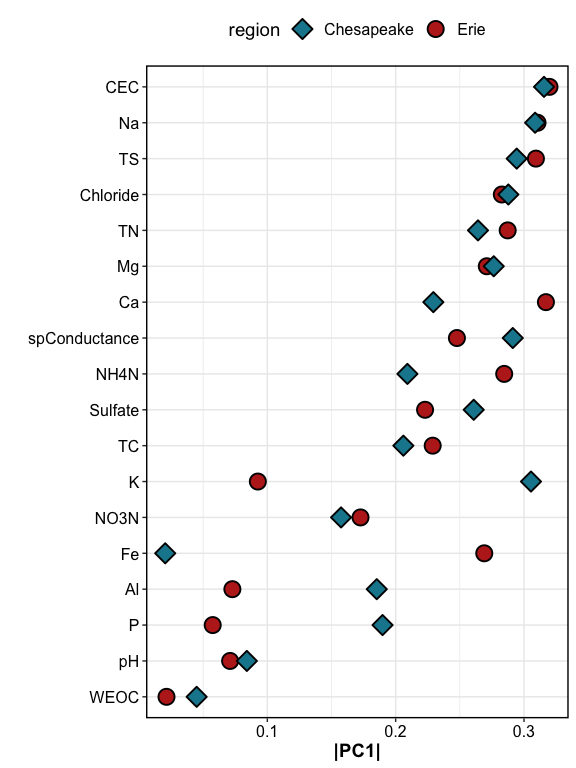 region Chesapeake Erie
CEC
Na
TS
Chloride
TN
Mg
Ca
spConductance
NH4N
Sulfate
TC
K
NO3N
Fe
Al
P
pH
WEOC
0.1 0.2 0.3
|PC1|